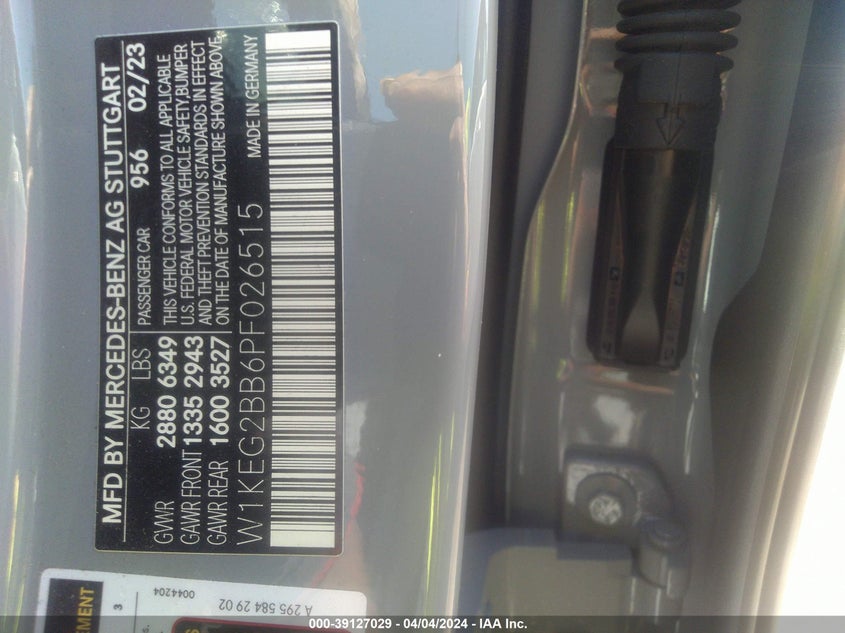 MFD BY MERCEDES-BENZ AG STUTTGART
KG LBS PASSENGER CAR 956 02/23
GVWR 2880 6349 THIS VEHICLE CONFORMS TO ALL APPLICABLE
GAWR FRONT 1335 2943 U.S. FEDERAL MOTOR VEHICLE SAFETY,BUMPER
AND THEFT PREVENTION STANDARDS IN EFFECT
GAWR REAR 1600 3527 ON THE DATE OF MANUFACTURE SHOWN ABOVE.
W1KEG2BB6PF026515 MADE IN GERMANY
EMENT
3
0044204
A 295 584 29 02
000-39127029 - 04/04/2024 - IAA Inc.